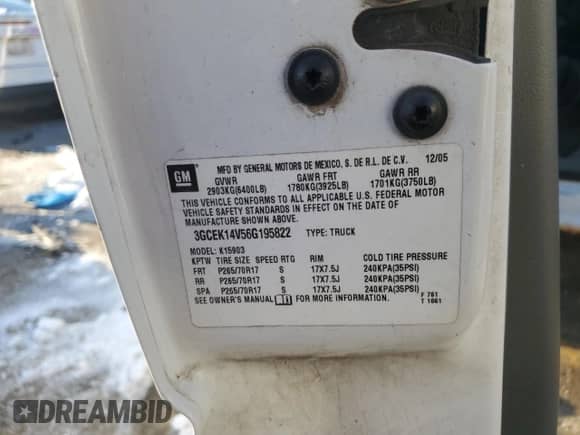 GM
MFD BY GENERAL MOTORS DE MEXICO, S. DE R.L. DE C.V. 12/05
GVWR GAWR FRT GAWR RR
2903KG(6400LB) 1780KG(3925LB) 1701KG(3750LB)
THIS VEHICLE CONFORMS TO ALL APPLICABLE U.S. FEDERAL MOTOR
VEHICLE SAFETY STANDARDS IN EFFECT ON THE DATE OF
MANUFACTURE SHOWN ABOVE.
3GCEK14V56G195822 TYPE: TRUCK
MODEL: K15903
KPTW TIRE SIZE SPEED RTG RIM COLD TIRE PRESSURE
FRT P265/70R17 S 17X7.5J 240KPA(35PSI)
RR P265/70R17 S 17X7.5J 240KPA(35PSI)
SPA P265/70R17 S 17X7.5J 240KPA(35PSI)
SEE OWNER'S MANUAL FOR MORE INFORMATION.
F 761
T 1061
DREAMBID